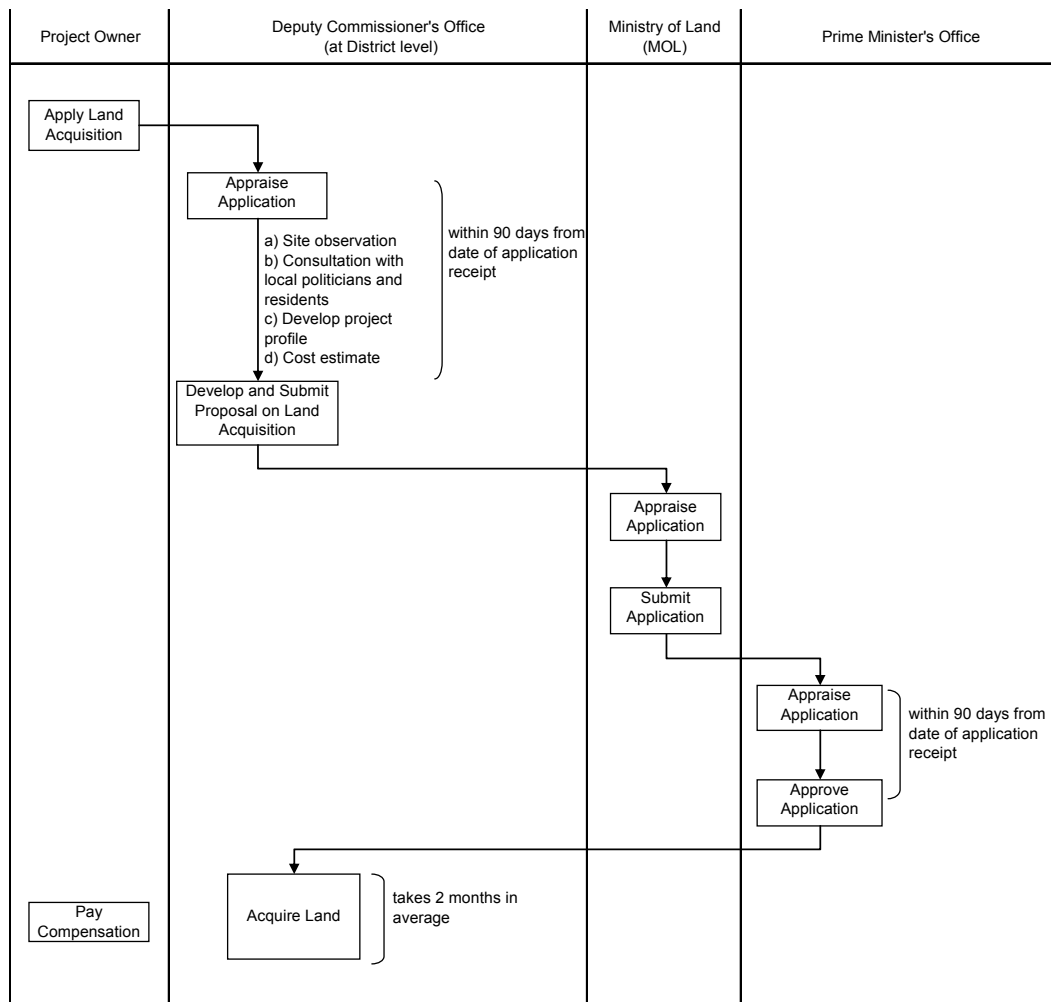 Project Owner
Deputy Commissioner's Office
(at District level)
Ministry of Land
(MOL)
Prime Minister's Office
Apply Land
Acquisition
Appraise
Application
a) Site observation
b) Consultation with
local politicians and
residents
c) Develop project
profile
d) Cost estimate
within 90 days from
date of application
receipt
Develop and Submit
Proposal on Land
Acquisition
Appraise
Application
Submit
Application
Appraise
Application
within 90 days from
date of application
receipt
Approve
Application
Acquire Land
takes 2 months in
average
Pay
Compensation